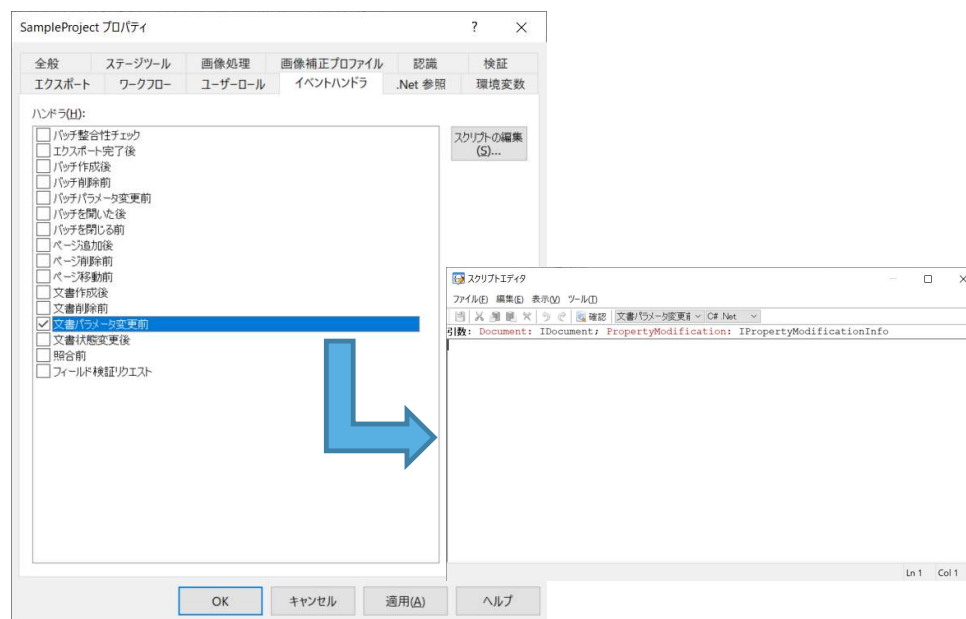 SampleProject プロパティ
?
全般 ステージツール 画像処理 画像補正プロファイル 認識 検証
エクスポート ワークフロー ユーザーロール イベントハンドラ .Net 参照 環境変数
ハンドラ(H):
バッチ整合性チェック
エクスポート完了後
バッチ作成後
バッチ削除前
バッチパラメータ変更前
バッチを開いた後
バッチを閉じる前
ページ追加後
ページ削除前
ページ移動前
文書作成後
文書削除前
文書パラメータ変更前
文書状態変更後
照合前
フィールド検証リクエスト
スクリプトの編集
(S)...
スクリプトエディタ
ファイル(F) 編集(E) 表示(V) ツール(T)
確認 文書パラメータ変更前 C# .Net
引数: Document: IDocument; PropertyModification: IPropertyModificationInfo
Ln 1 Col 1
OK キャンセル 適用(A) ヘルプ